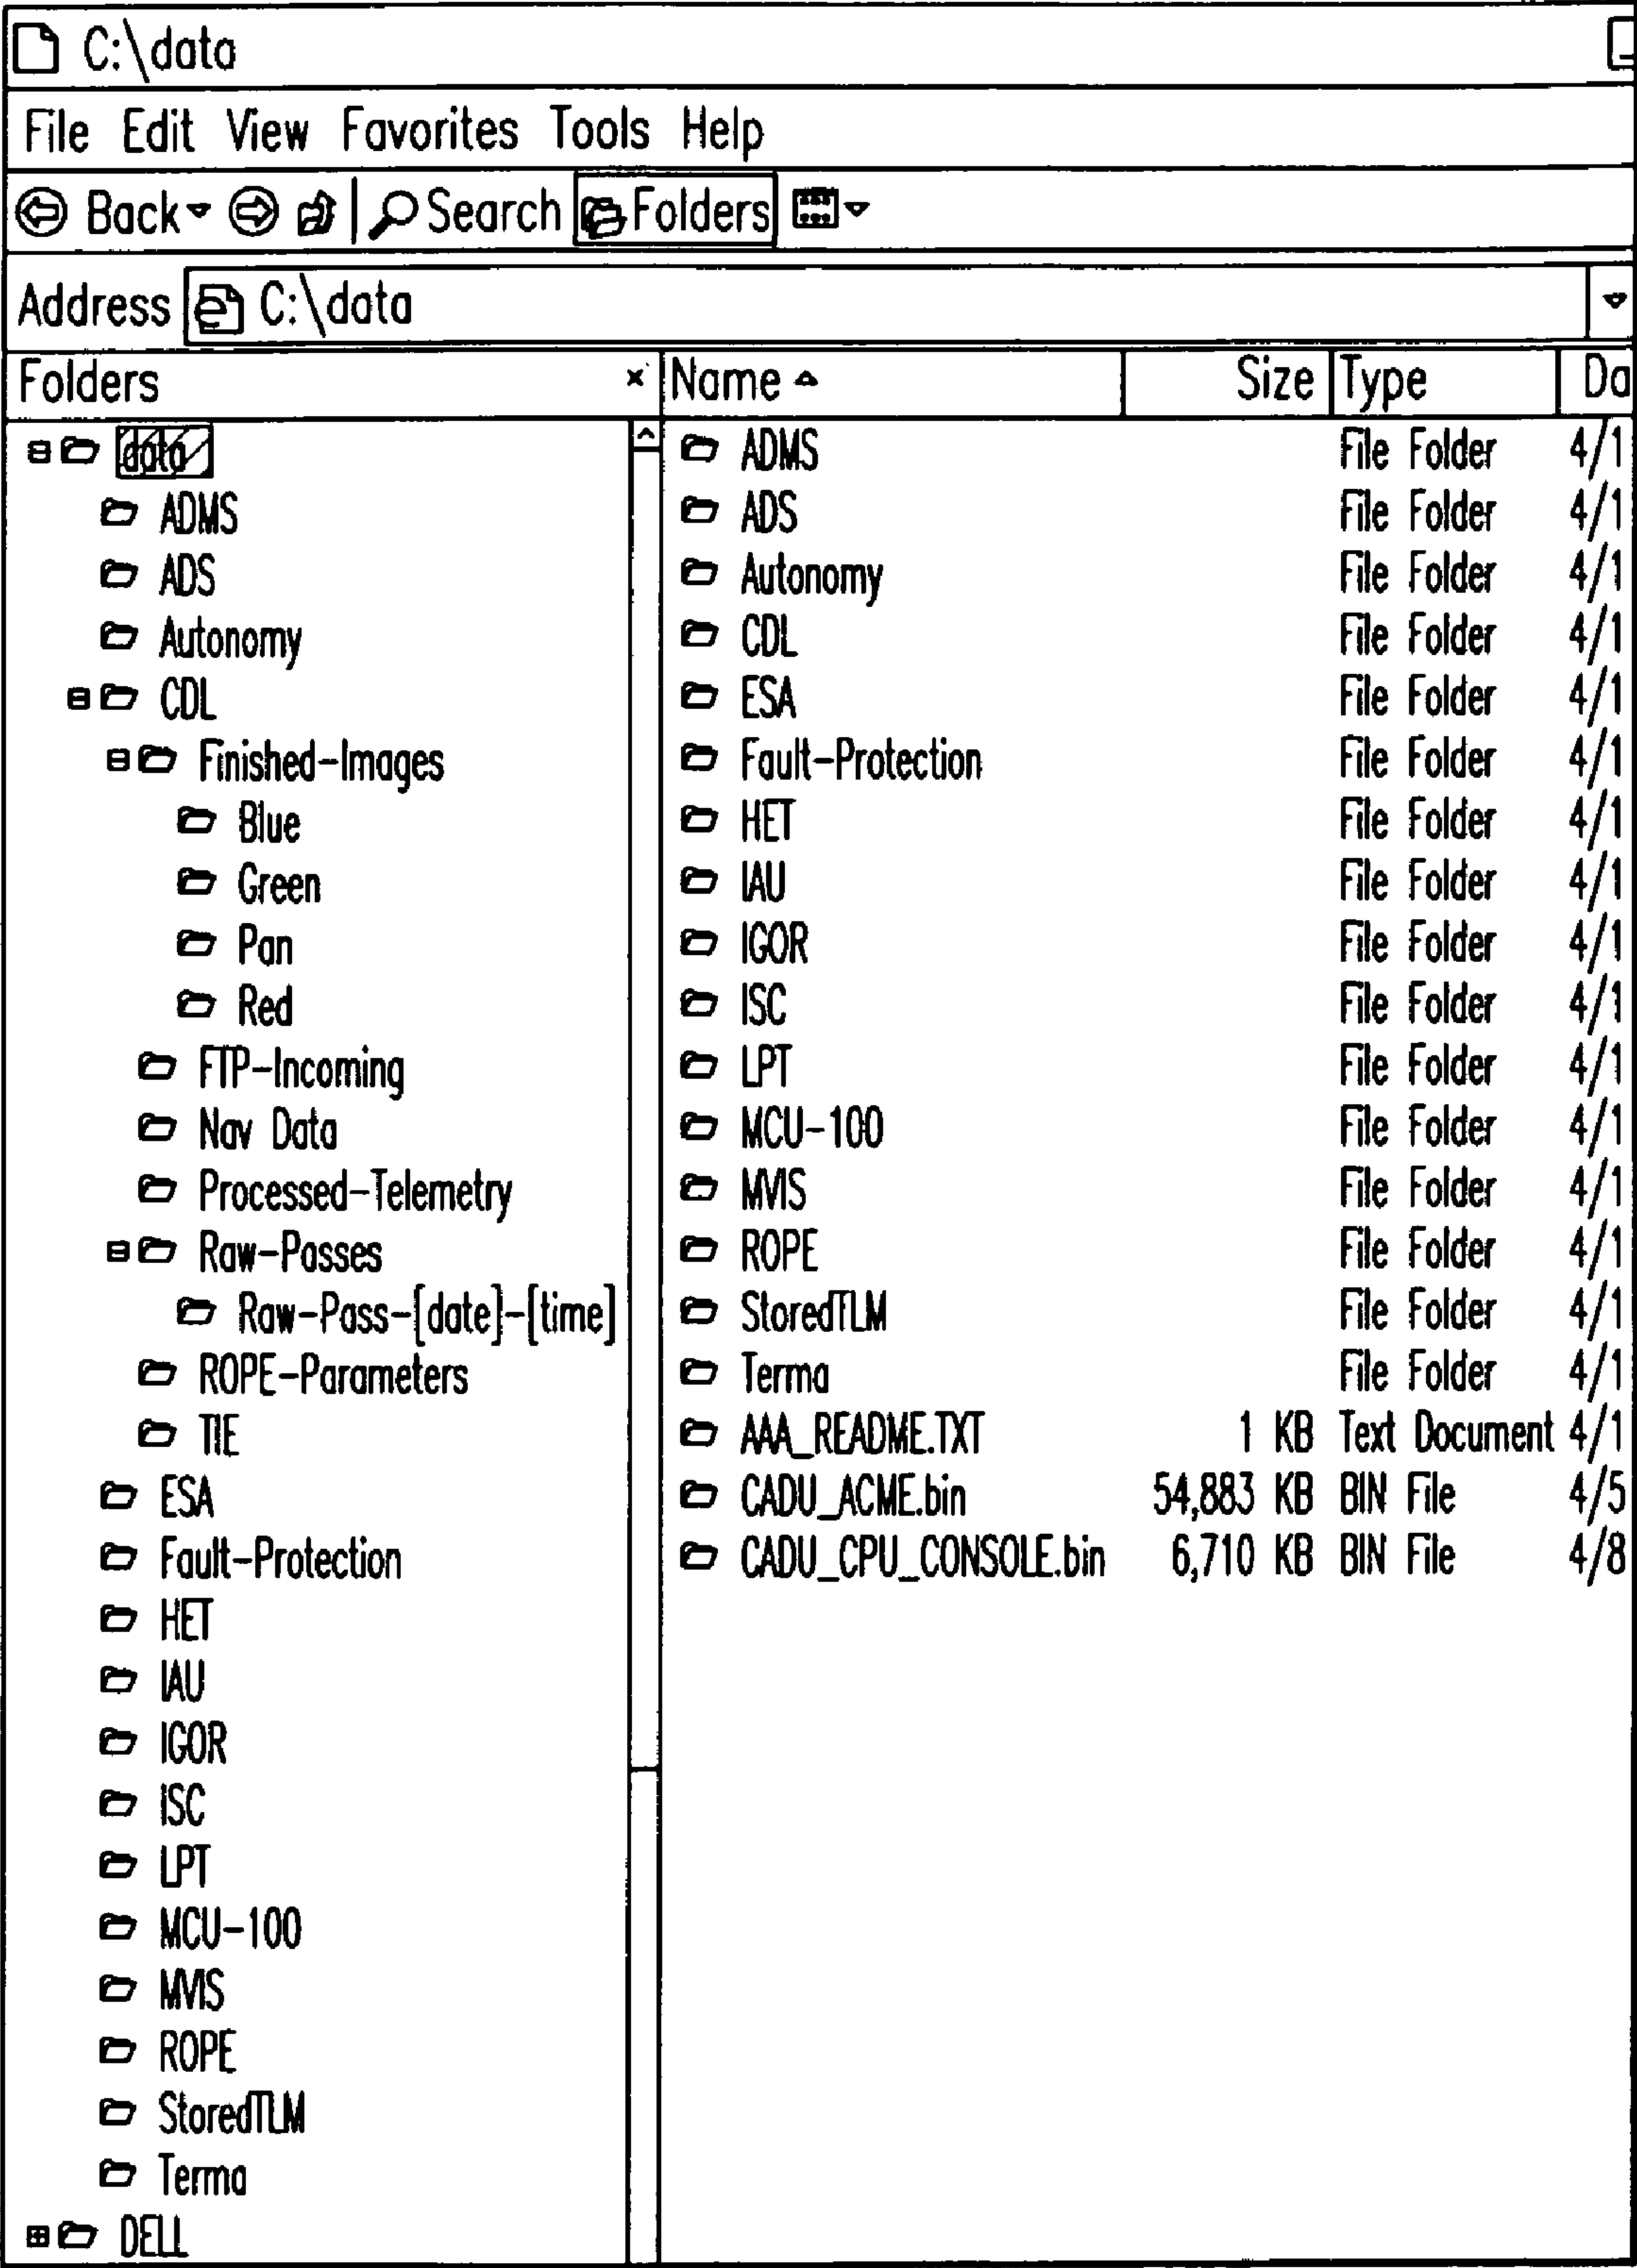 C:\data
File Edit View Favorites Tools Help
Back Search Folders
Address C:\data
Folders x
data
ADMS
ADS
Autonomy
CDL
Finished-Images
Blue
Green
Pan
Red
FTP-Incoming
Nav Data
Processed-Telemetry
Raw-Passes
Raw-Pass-[date]-[time]
ROPE-Parameters
TIE
ESA
Fault-Protection
HET
IAU
IGOR
ISC
LPT
MCU-100
MVIS
ROPE
StoredTLM
Terma
DELL
Name Size Type Da
ADMS File Folder 4/1
ADS File Folder 4/1
Autonomy File Folder 4/1
CDL File Folder 4/1
ESA File Folder 4/1
Fault-Protection File Folder 4/1
HET File Folder 4/1
IAU File Folder 4/1
IGOR File Folder 4/1
ISC File Folder 4/1
LPT File Folder 4/1
MCU-100 File Folder 4/1
MVIS File Folder 4/1
ROPE File Folder 4/1
StoredTLM File Folder 4/1
Terma File Folder 4/1
AAA_README.TXT 1 KB Text Document 4/1
CADU_ACME.bin 54,883 KB BIN File 4/5
CADU_CPU_CONSOLE.bin 6,710 KB BIN File 4/8